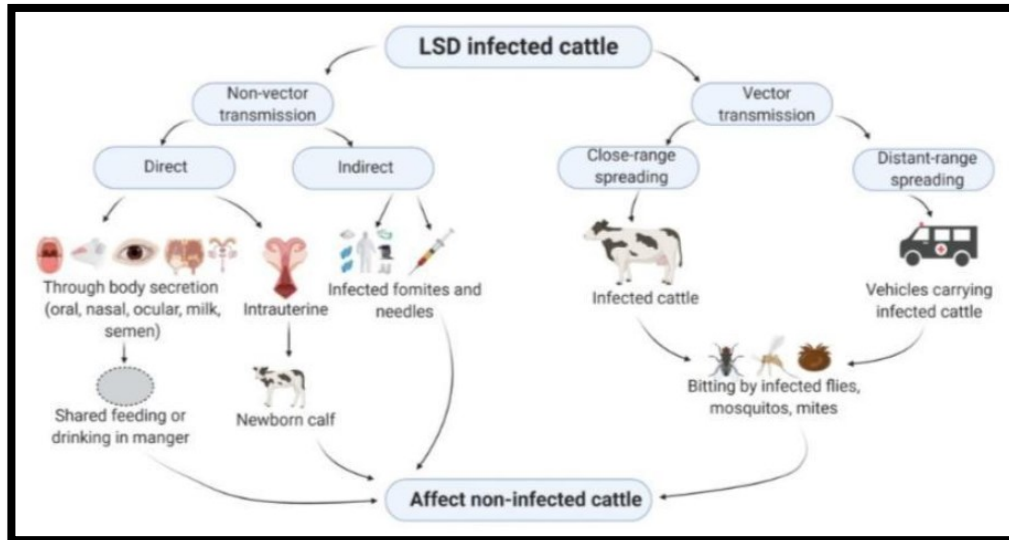 LSD infected cattle
Non-vector
transmission
Vector
transmission
Direct
Indirect
Close-range
spreading
Distant-range
spreading
Through body secretion
(oral, nasal, ocular, milk,
semen)
Intrauterine
Infected fomites and
needles
Infected cattle
Vehicles carrying
infected cattle
Shared feeding or
drinking in manger
Newborn calf
Bitting by infected flies,
mosquitos, mites
Affect non-infected cattle